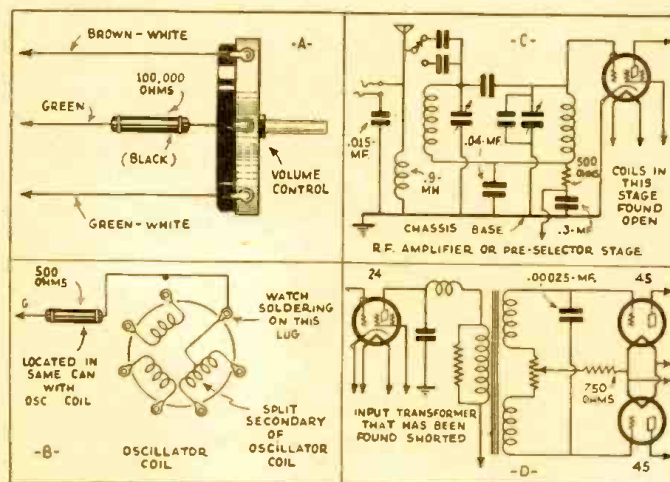 BROWN-WHITE
-A-
100,000
OHMS
GREEN
(BLACK)
VOLUME
CONTROL
GREEN-WHITE
-C-
.015-
MF.
.04-MF.
.9-
MH
500
OHMS
.3-MF
COILS IN
THIS
STAGE
FOUND
OPEN
CHASSIS BASE
R.F. AMPLIFIER OR PRE-SELECTOR STAGE
500
OHMS
G
LOCATED IN
SAME CAN
WITH
OSC COIL
WATCH
SOLDERING
ON THIS
LUG
SPLIT
SECONDARY
OF
OSCILLATOR
COIL
-B-
OSCILLATOR
COIL
24
.00025-MF.
45
750
OHMS
INPUT TRANSFORMER
THAT HAS BEEN
FOUND SHORTED
-D-
45